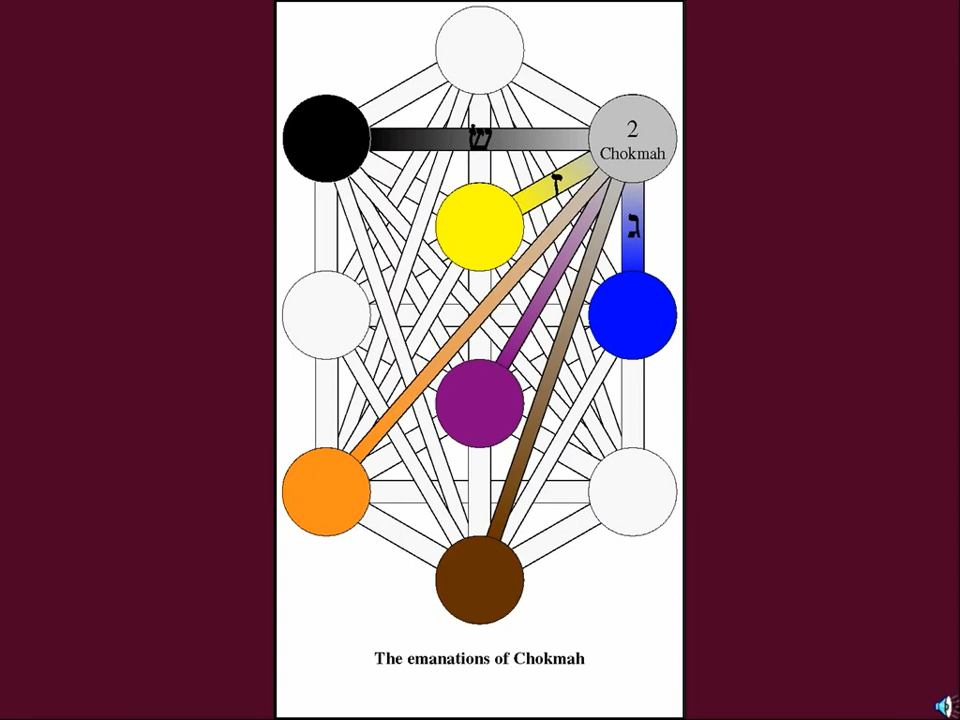 2
Chokmah
ש
ז
ג
The emanations of Chokmah